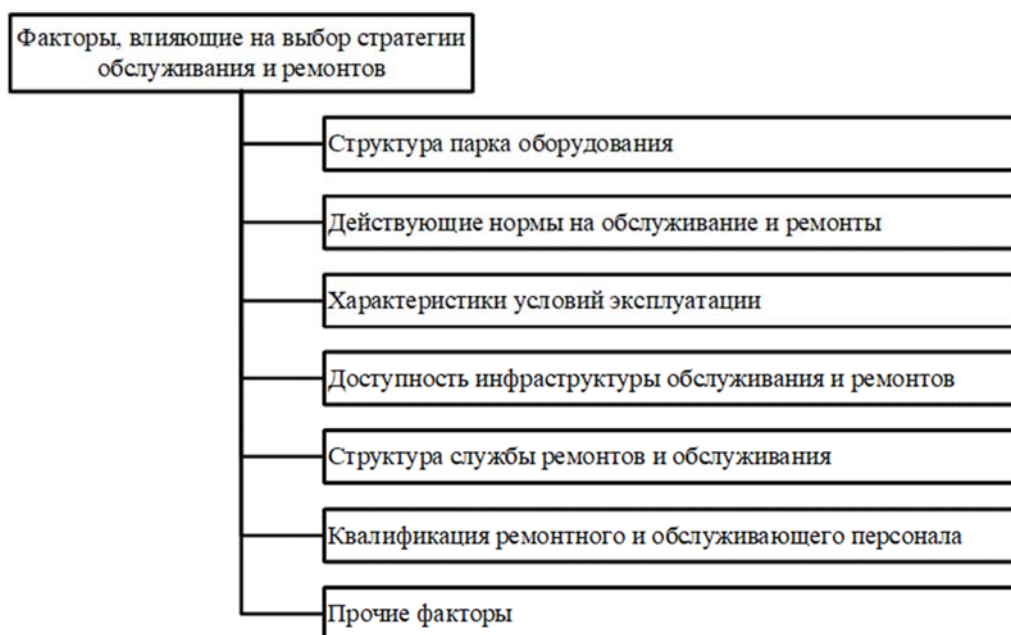 Факторы, влияющие на выбор стратегии
обслуживания и ремонтов
Структура парка оборудования
Действующие нормы на обслуживание и ремонты
Характеристики условий эксплуатации
Доступность инфраструктуры обслуживания и ремонтов
Структура службы ремонтов и обслуживания
Квалификация ремонтного и обслуживающего персонала
Прочие факторы